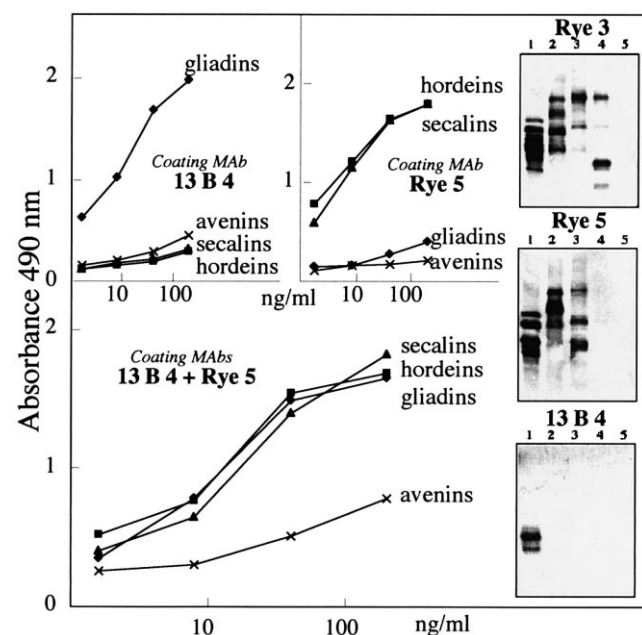 Absorbance 490 nm
2
1
0
gliadins
Coating MAb
13 B 4
avenins
secalins
hordeins
10
100
ng/ml
2
1
hordeins
secalins
Coating MAb
Rye 5
gliadins
avenins
10
100
2
1
0
Coating MAbs
13 B 4 + Rye 5
secalins
hordeins
gliadins
avenins
10
100
ng/ml
Rye 3
1 2 3 4 5
Rye 5
1 2 3 4 5
13 B 4
1 2 3 4 5